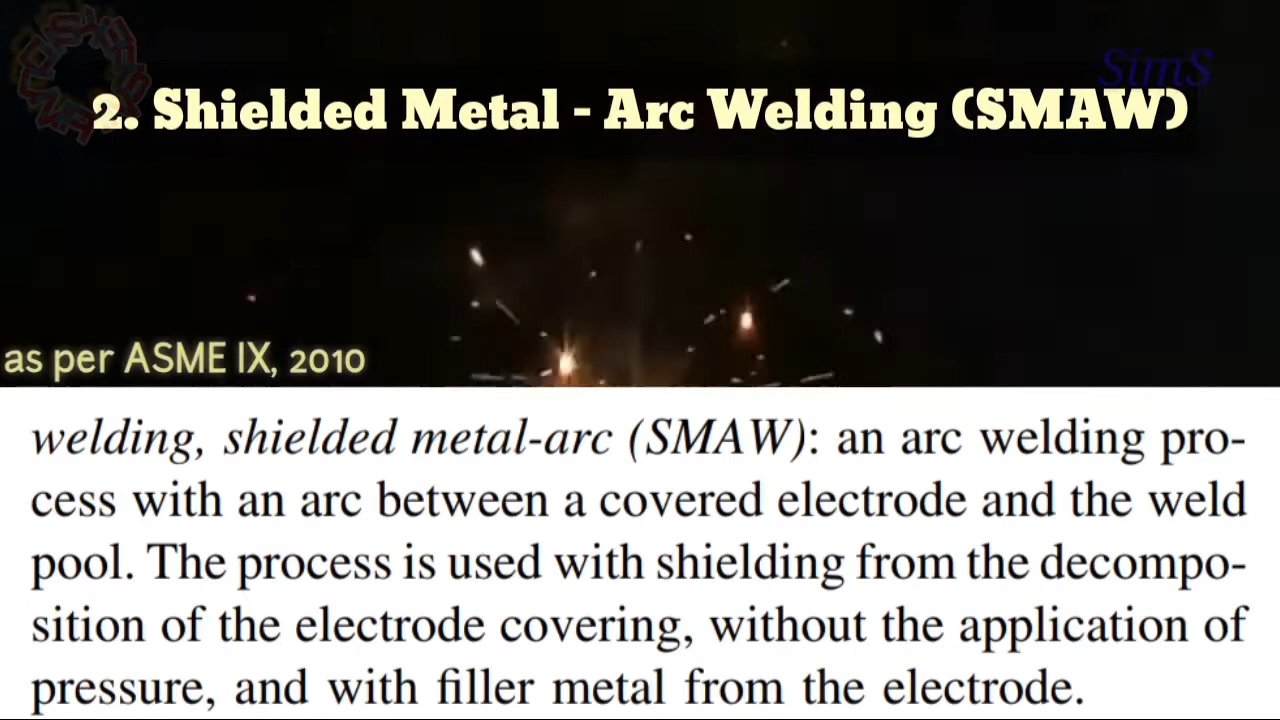 SimS
2. Shielded Metal - Arc Welding (SMAW)
as per ASME IX, 2010
welding, shielded metal-arc (SMAW): an arc welding pro-
cess with an arc between a covered electrode and the weld
pool. The process is used with shielding from the decompo-
sition of the electrode covering, without the application of
pressure, and with filler metal from the electrode.